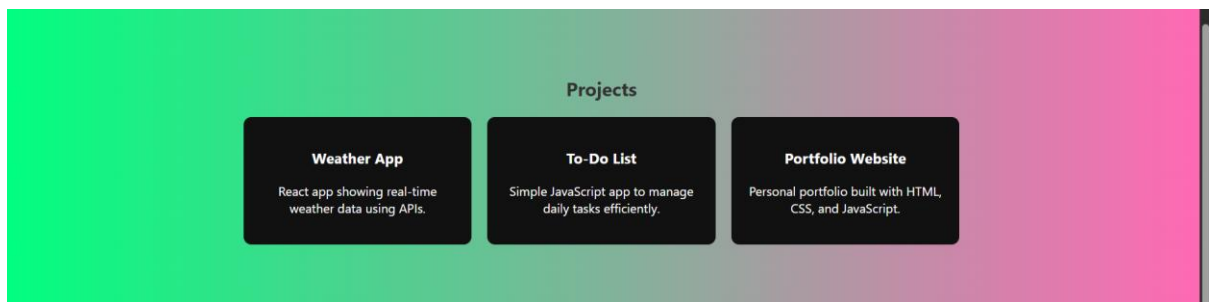 Projects
Weather App
React app showing real-time
weather data using APIs.
To-Do List
Simple JavaScript app to manage
daily tasks efficiently.
Portfolio Website
Personal portfolio built with HTML,
CSS, and JavaScript.